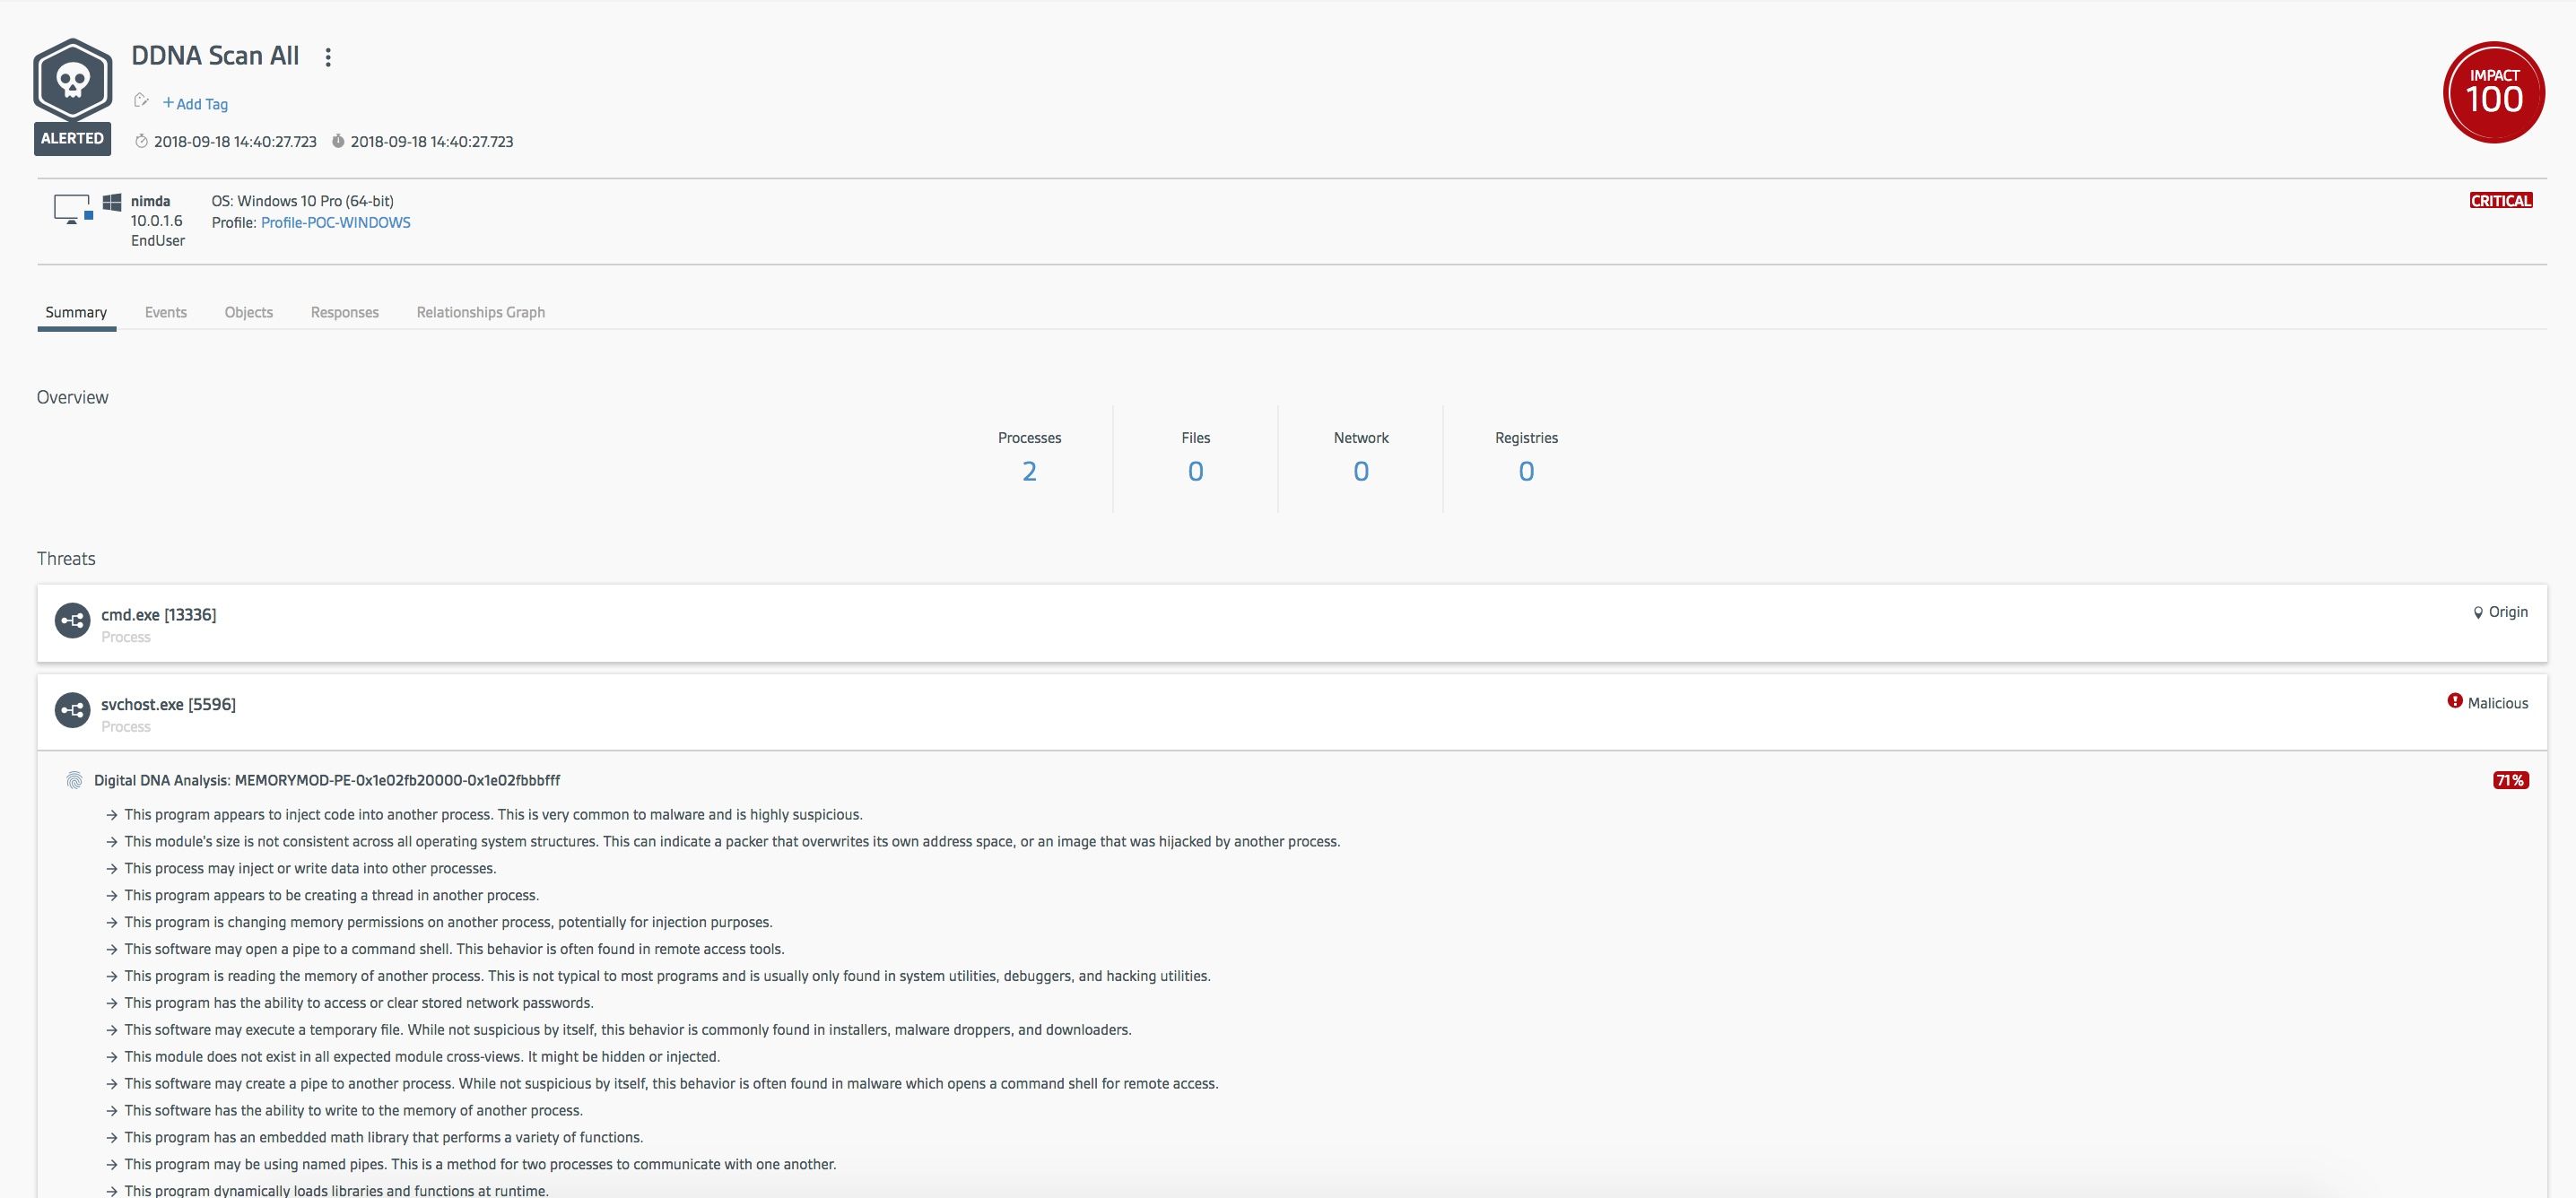 DDNA Scan All
+ Add Tag
ALERTED
2018-09-18 14:40:27.723 2018-09-18 14:40:27.723
IMPACT
100
nimda
10.0.1.6
EndUser
OS: Windows 10 Pro (64-bit)
Profile: Profile-POC-WINDOWS
CRITICAL
Summary Events Objects Responses Relationships Graph
Overview
Processes Files Network Registries
2 0 0 0
Threats
cmd.exe [13336]
Process
Origin
svchost.exe [5596]
Process
Malicious
Digital DNA Analysis: MEMORYMOD-PE-0x1e02fb20000-0x1e02fbbbfff
71%
This program appears to inject code into another process. This is very common to malware and is highly suspicious.
This module's size is not consistent across all operating system structures. This can indicate a packer that overwrites its own address space, or an image that was hijacked by another process.
This process may inject or write data into other processes.
This program appears to be creating a thread in another process.
This program is changing memory permissions on another process, potentially for injection purposes.
This software may open a pipe to a command shell. This behavior is often found in remote access tools.
This program is reading the memory of another process. This is not typical to most programs and is usually only found in system utilities, debuggers, and hacking utilities.
This program has the ability to access or clear stored network passwords.
This software may execute a temporary file. While not suspicious by itself, this behavior is commonly found in installers, malware droppers, and downloaders.
This module does not exist in all expected module cross-views. It might be hidden or injected.
This software may create a pipe to another process. While not suspicious by itself, this behavior is often found in malware which opens a command shell for remote access.
This software has the ability to write to the memory of another process.
This program has an embedded math library that performs a variety of functions.
This program may be using named pipes. This is a method for two processes to communicate with one another.
This program dynamically loads libraries and functions at runtime.